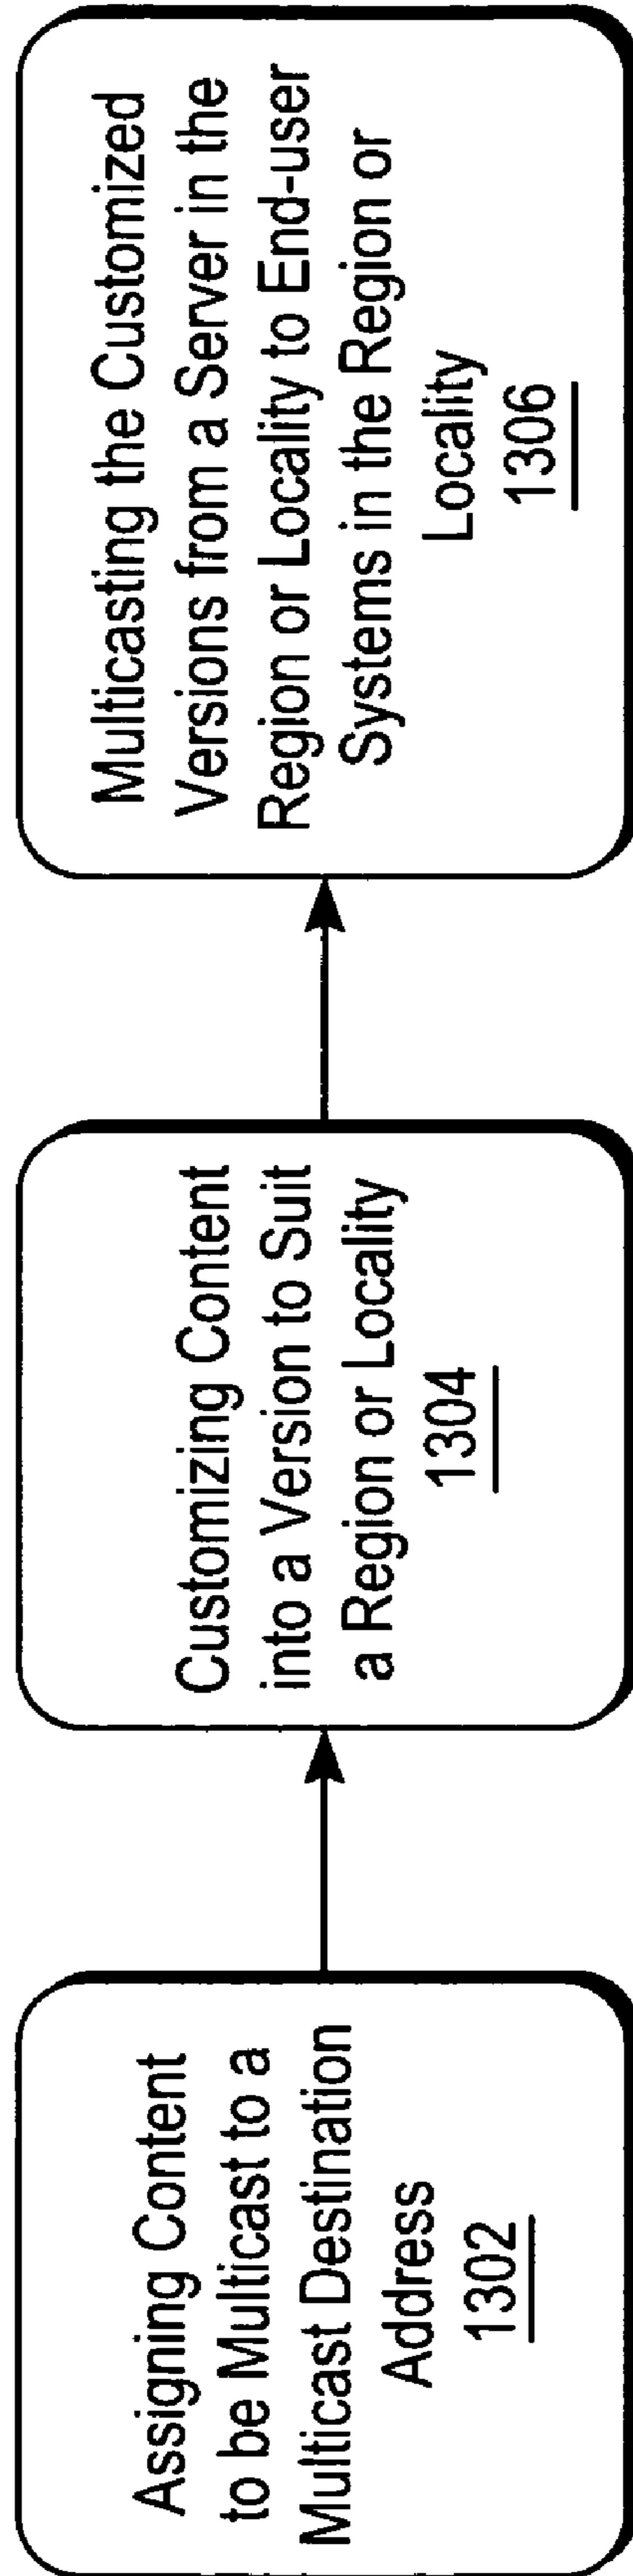 Assigning Content
to be Multicast to a
Multicast Destination
Address
1302
Customizing Content
into a Version to Suit
a Region or Locality
1304
Multicasting the Customized
Versions from a Server in the
Region or Locality to End-user
Systems in the Region or
Locality
1306